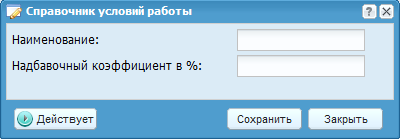 Справочник условий работы
Наименование:
Надбавочный коэффициент в %:
Действует
Сохранить
Закрыть